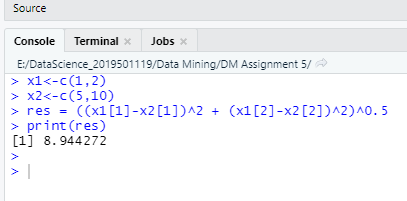 Source
Console Terminal × Jobs ×
E:/DataScience_2019501119/Data Mining/DM Assignment 5/
> x1<-c(1,2)
> x2<-c(5,10)
> res = ((x1[1]-x2[1])^2 + (x1[2]-x2[2])^2)^0.5
> print(res)
[1] 8.944272
>
>